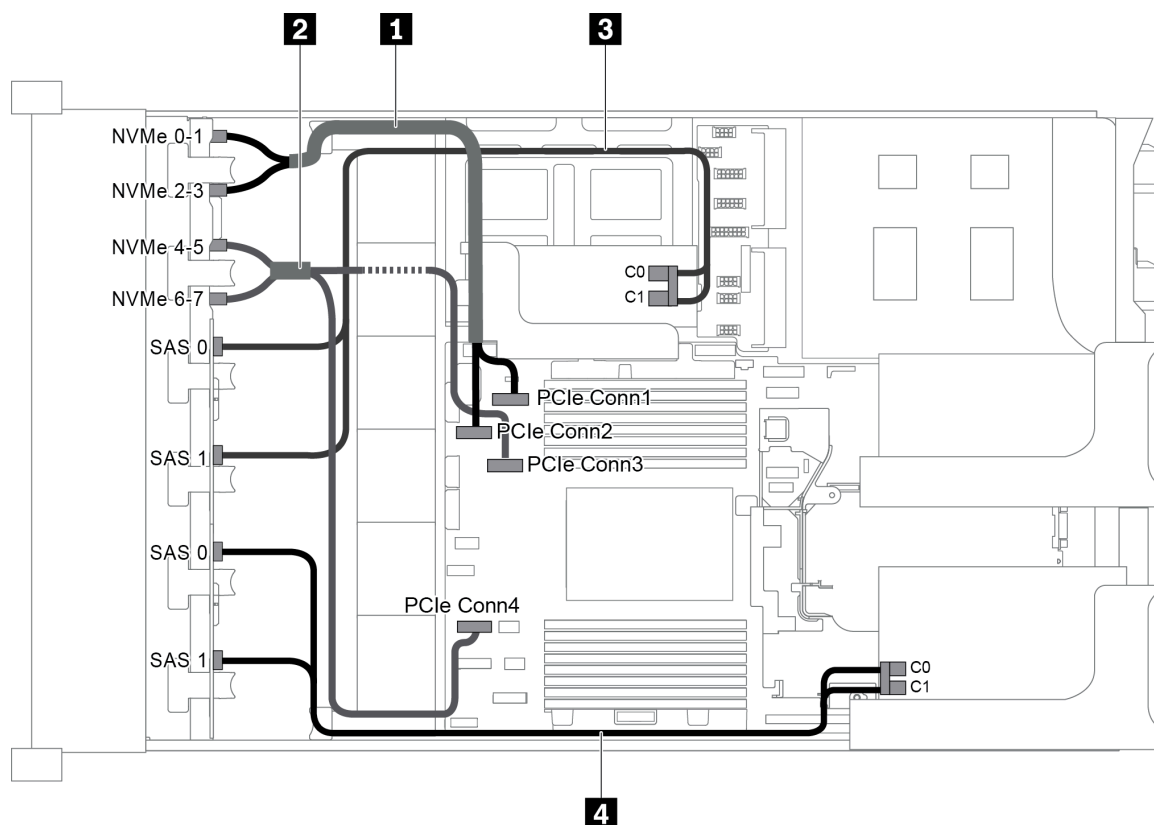 2 1 3
NVMe 0-1
NVMe 2-3
NVMe 4-5
NVMe 6-7
C0
C1
SAS 0
PCIe Conn1
PCIe Conn2
SAS 1
PCIe Conn3
SAS 0
PCIe Conn4
SAS 1
C0
C1
4